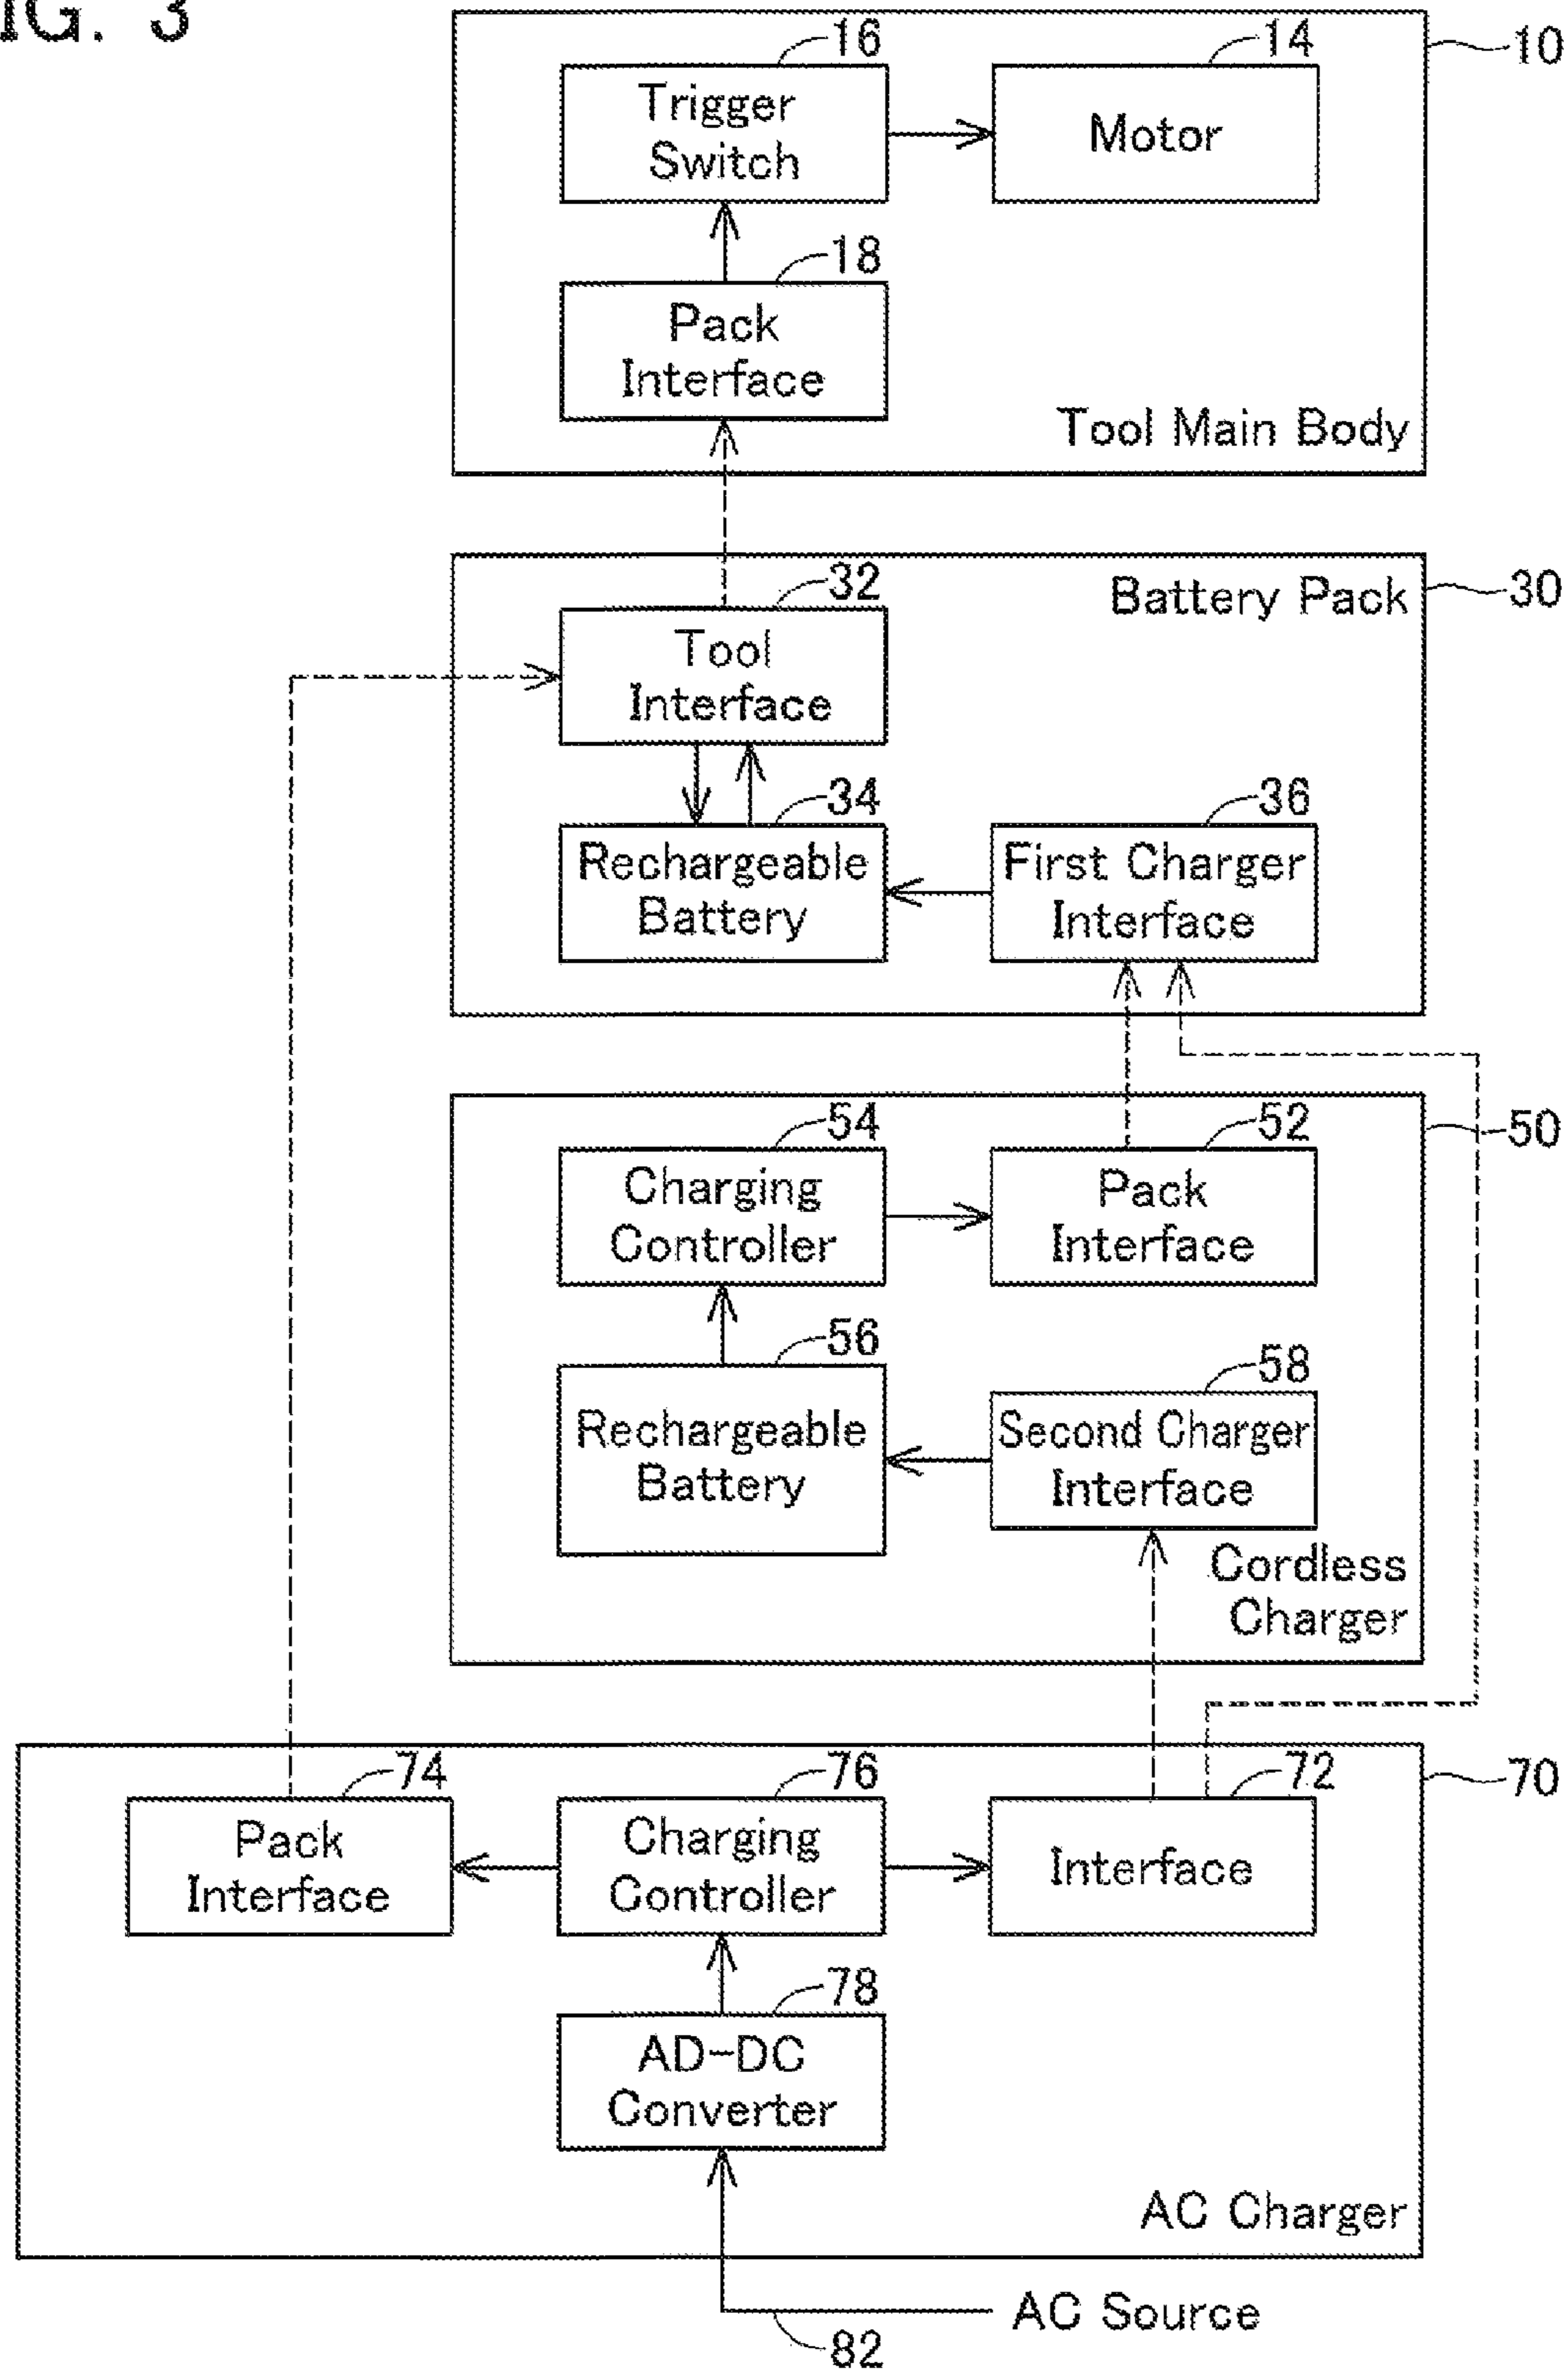 IG. 3
10
16
14
Trigger
Switch
Motor
18
Pack
Interface
Tool Main Body
30
Battery Pack
32
Tool
Interface
34
36
Rechargeable
Battery
First Charger
Interface
50
54
52
Charging
Controller
Pack
Interface
56
58
Rechargeable
Battery
Second Charger
Interface
Cordless
Charger
70
74
76
72
Pack
Interface
Charging
Controller
Interface
78
AD-DC
Converter
AC Charger
AC Source
82